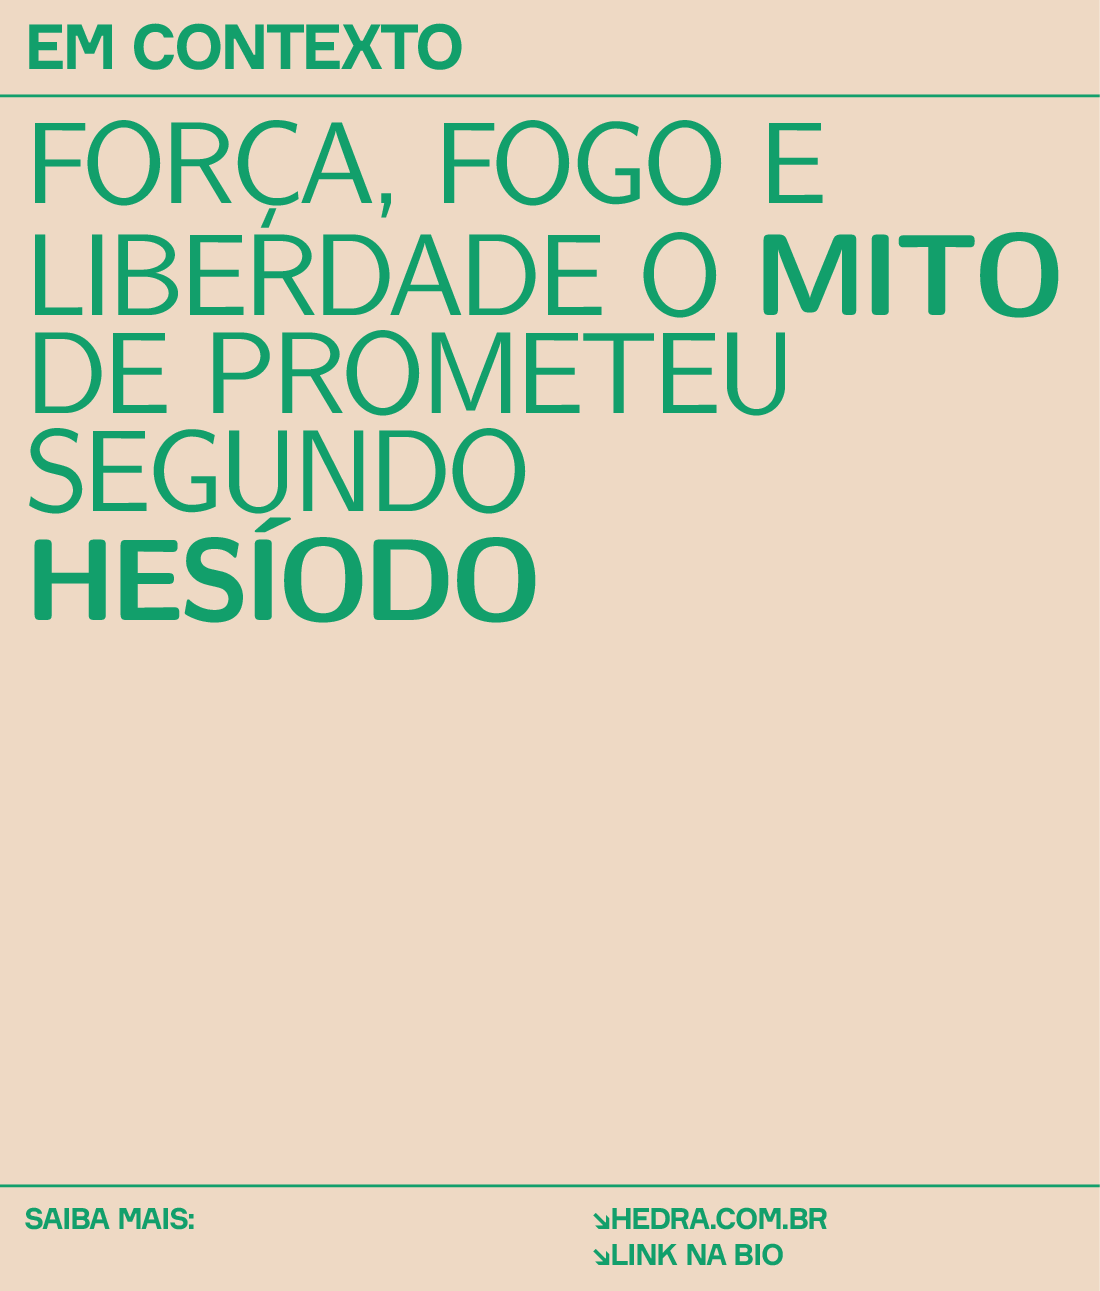 EM CONTEXTO
FORÇA, FOGO E
LIBERDADE O MITO
DE PROMETEU
SEGUNDO
HESÍODO
SAIBA MAIS:
↘HEDRA.COM.BR
↘LINK NA BIO